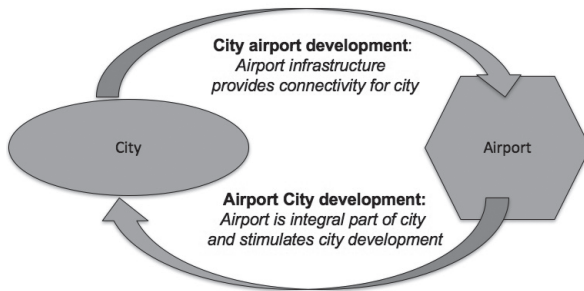 City airport development:
Airport infrastructure
provides connectivity for city
City
Airport
Airport City development:
Airport is integral part of city
and stimulates city development